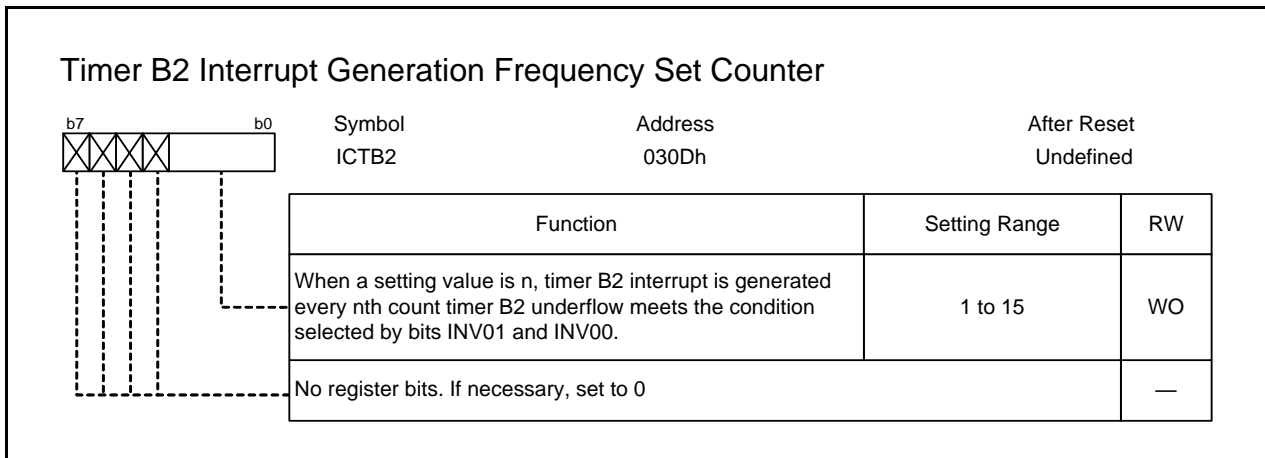 Timer B2 Interrupt Generation Frequency Set Counter
b7 b0 Symbol Address After Reset
ICTB2 030Dh Undefined
Function Setting Range RW
When a setting value is n, timer B2 interrupt is generated
every nth count timer B2 underflow meets the condition
selected by bits INV01 and INV00.
1 to 15 WO
No register bits. If necessary, set to 0 —